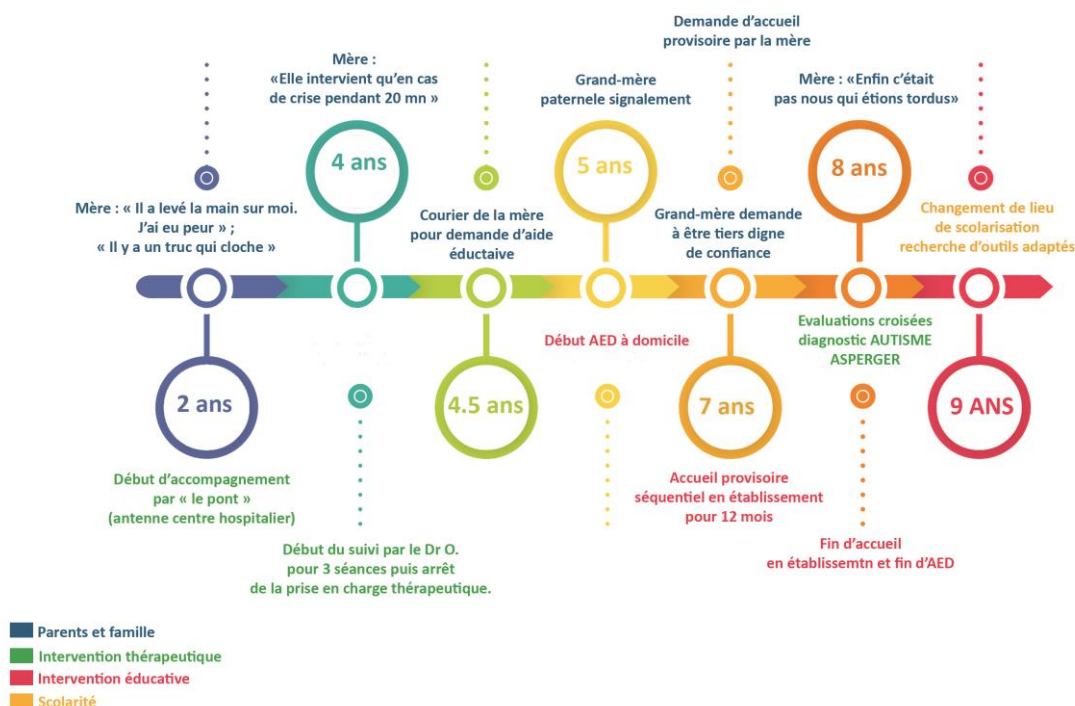 Demande d'accueil
provisoire par la mère
Mère :
«Elle intervient qu'en cas
de crise pendant 20 mn »
Grand-mère
paternele signalement
Mère : «Enfin c'était
pas nous qui étions tordus»
4 ans
5 ans
8 ans
Mère : « Il a levé la main sur moi.
J'ai eu peur » ;
« Il y a un truc qui cloche »
Courier de la mère
pour demande d'aide
éductaive
Grand-mère demande
à être tiers digne
de confiance
Changement de lieu
de scolarisation
recherche d'outils adaptés
Début AED à domicile
Evaluations croisées
diagnostic AUTISME
ASPERGER
2 ans
4.5 ans
7 ans
9 ANS
Début d'accompagnement
par « le pont »
(antenne centre hospitalier)
Accueil provisoire
séquentiel en établissement
pour 12 mois
Début du suivi par le Dr O.
pour 3 séances puis arrêt
de la prise en charge thérapeutique.
Fin d'accueil
en établissemtn et fin d'AED
Parents et famille
Intervention thérapeutique
Intervention éducative
Scolarité